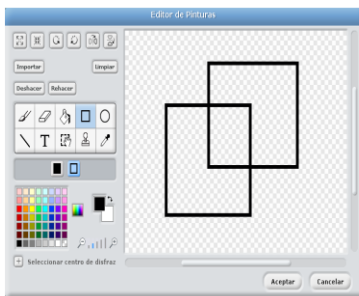 Editor de Pinturas
Importar Limpiar
Deshacer Rehacer
T
Seleccionar centro de disfraz
Aceptar Cancelar